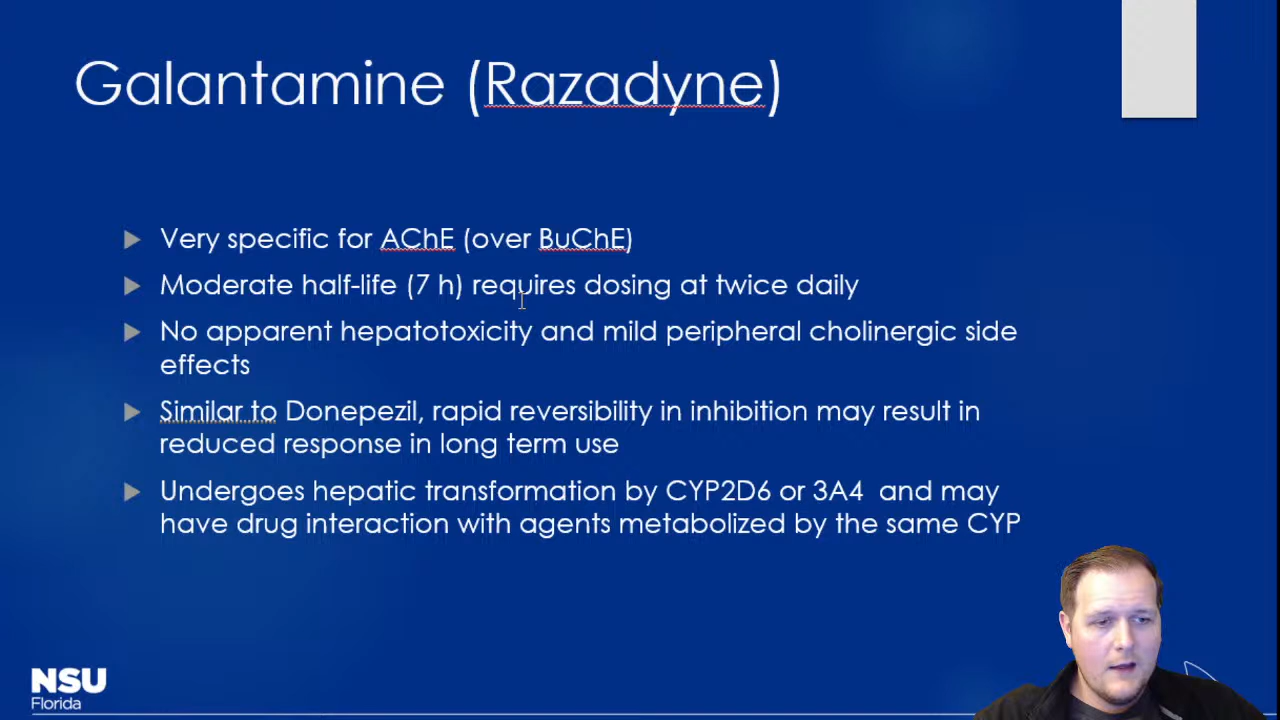 Galantamine (Razadyne)
Very specific for AChE (over BuChE)
Moderate half-life (7 h) requires dosing at twice daily
No apparent hepatotoxicity and mild peripheral cholinergic side
effects
Similar to Donepezil, rapid reversibility in inhibition may result in
reduced response in long term use
Undergoes hepatic transformation by CYP2D6 or 3A4  and may
have drug interaction with agents metabolized by the same CYP
NSU
Florida